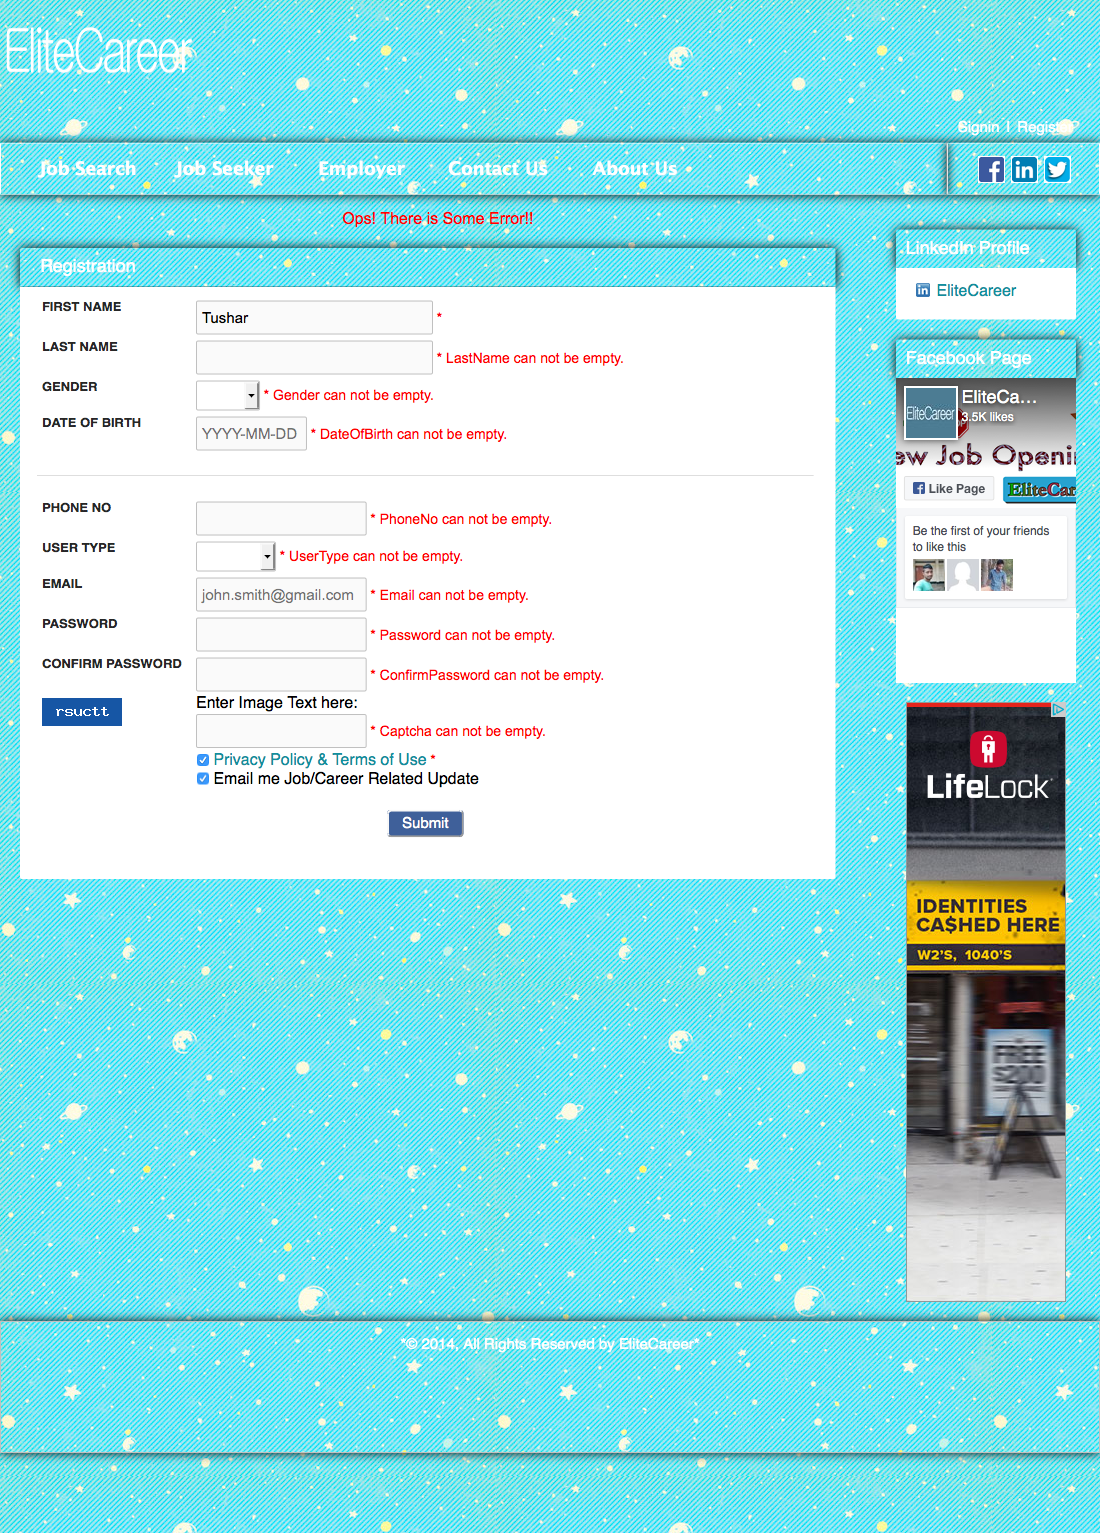 EliteCareer
Signin | Register
Job Search Job Seeker Employer Contact US About Us
Ops! There is Some Error!!
Registration
FIRST NAME Tushar *
LAST NAME * LastName can not be empty.
GENDER * Gender can not be empty.
DATE OF BIRTH YYYY-MM-DD * DateOfBirth can not be empty.
PHONE NO * PhoneNo can not be empty.
USER TYPE * UserType can not be empty.
EMAIL john.smith@gmail.com * Email can not be empty.
PASSWORD * Password can not be empty.
CONFIRM PASSWORD * ConfirmPassword can not be empty.
rsuctt Enter Image Text here:
* Captcha can not be empty.
Privacy Policy & Terms of Use *
Email me Job/Career Related Update
Submit
LinkedIn Profile
EliteCareer
Facebook Page
EliteCareer
EliteCa...
3.5K likes
ew Job Openi
Like Page
EliteCar
Be the first of your friends
to like this
LifeLock
IDENTITIES
CA$HED HERE
W2'S, 1040'S
FREE
$200
*© 2014, All Rights Reserved by EliteCareer*